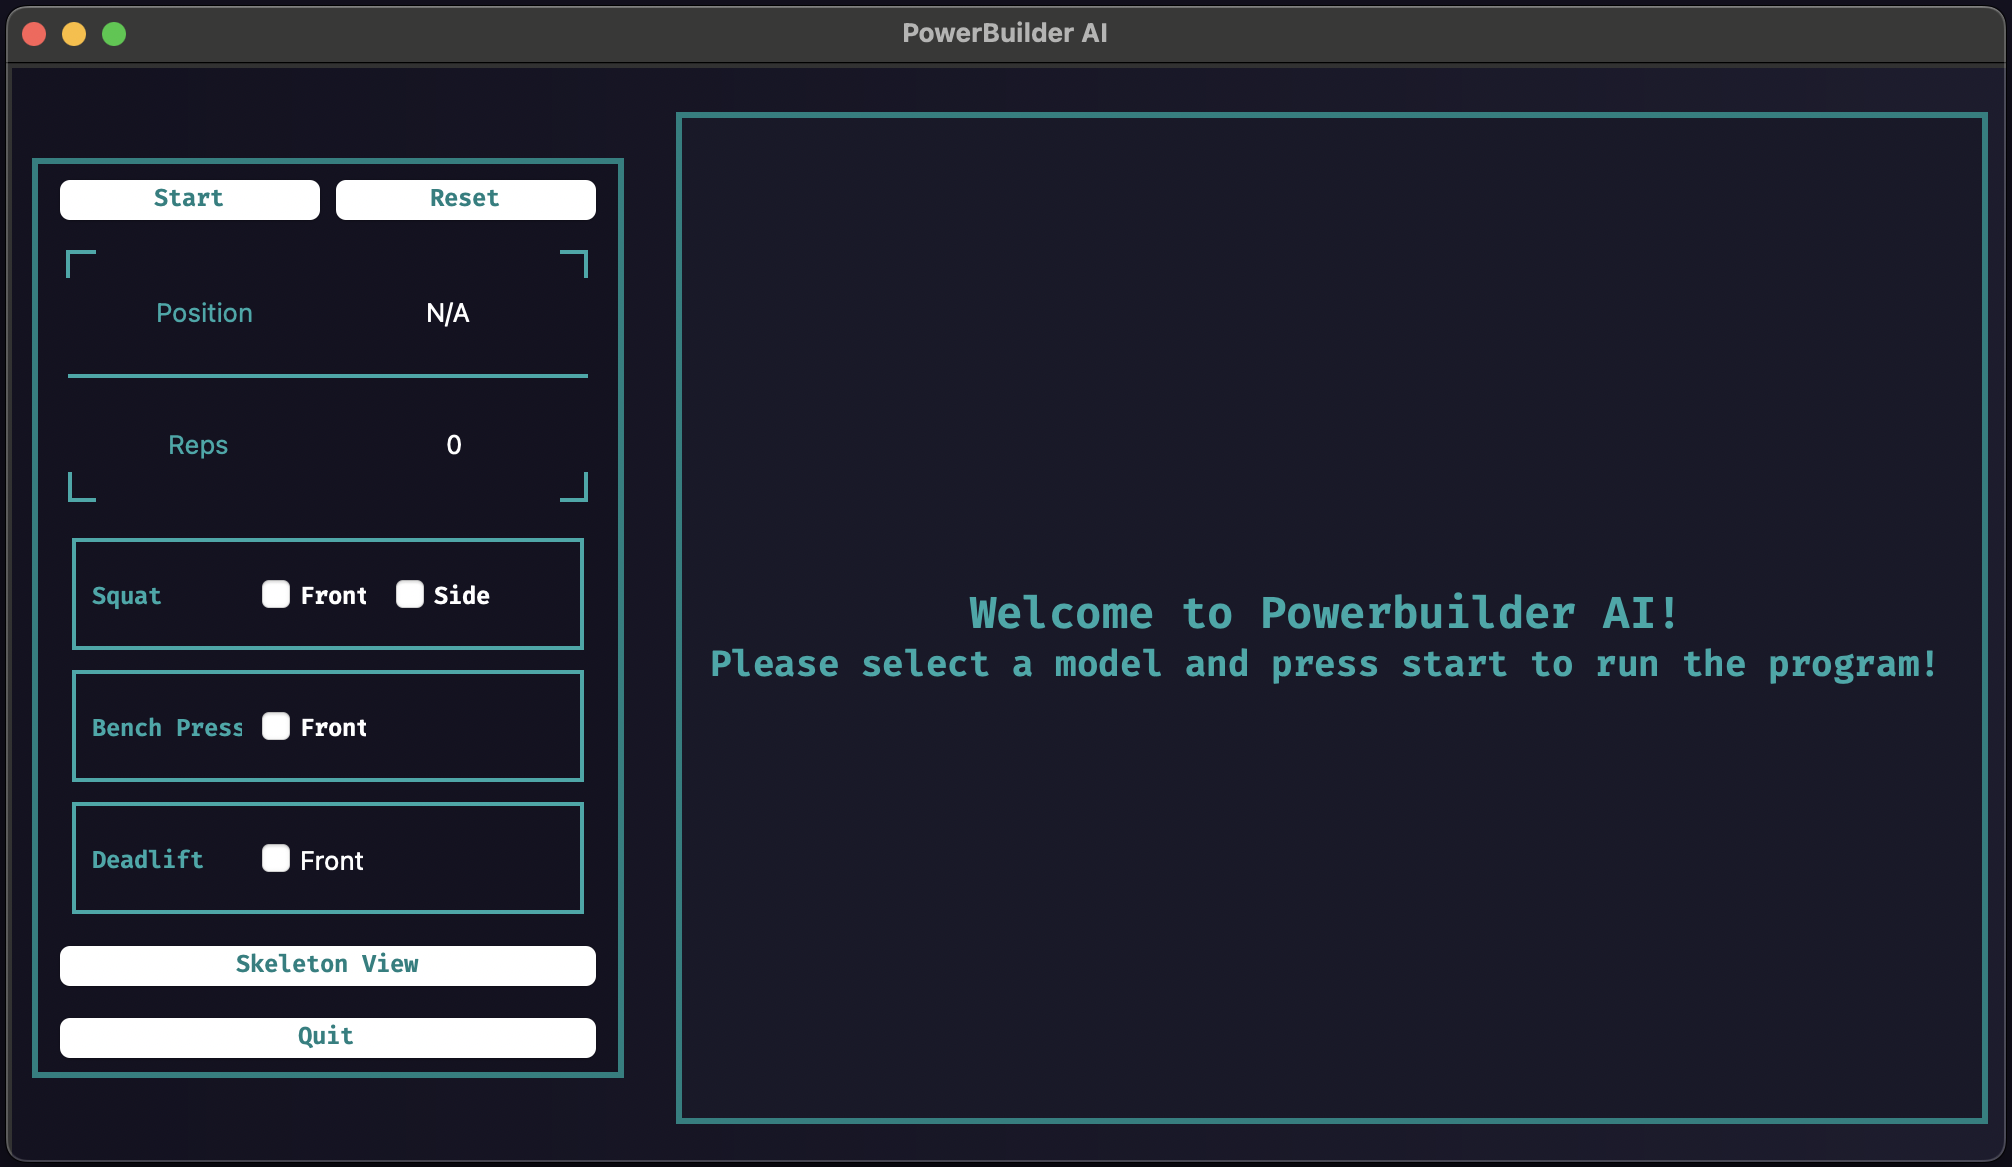 PowerBuilder AI
Start Reset
Position N/A
Reps 0
Squat Front Side
Bench Press Front
Deadlift Front
Skeleton View
Quit
Welcome to Powerbuilder AI!
Please select a model and press start to run the program!